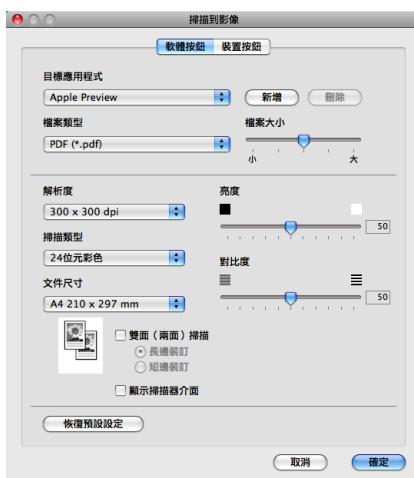 掃描到影像
軟體按鈕 裝置按鈕
目標應用程式
Apple Preview 新增 刪除
檔案類型 檔案大小
PDF (*.pdf)
小 大
解析度 亮度
300 x 300 dpi
50
掃描類型
24位元彩色 對比度
文件尺寸
A4 210 x 297 mm 50
雙面（兩面）掃描
長邊裝訂
短邊裝訂
顯示掃描器介面
恢復預設設定
取消 確定